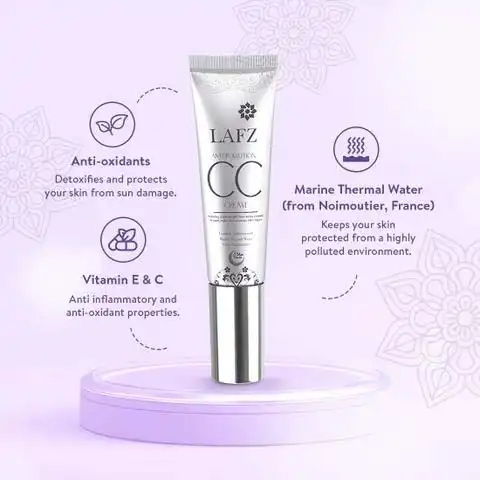 LAFZ
CC
CREME
Anti-oxidants
Detoxifies and protects
your skin from sun damage.
Vitamin E & C
Anti inflammatory and
anti-oxidant properties.
Marine Thermal Water
(from Noimoutier, France)
Keeps your skin
protected from a highly
polluted environment.